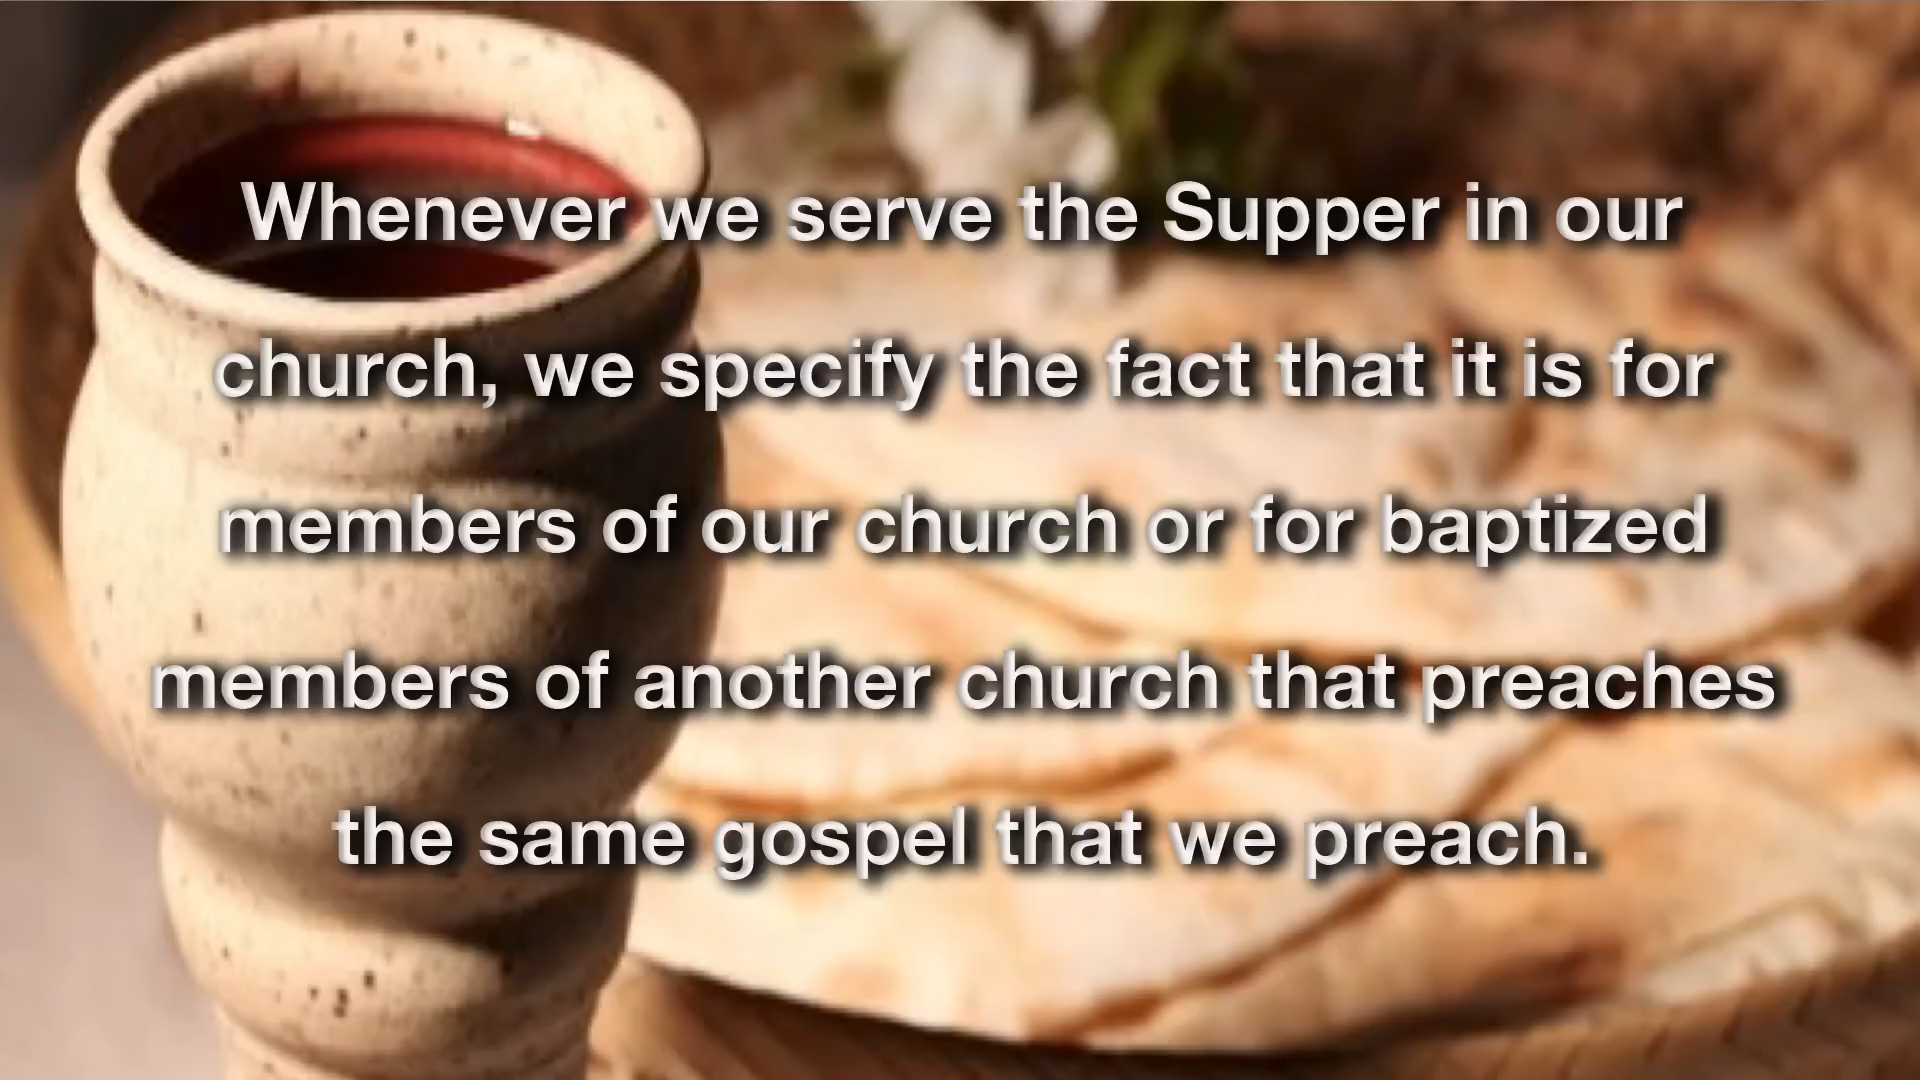 Whenever we serve the Supper in our
church, we specify the fact that it is for
members of our church or for baptized
members of another church that preaches
the same gospel that we preach.